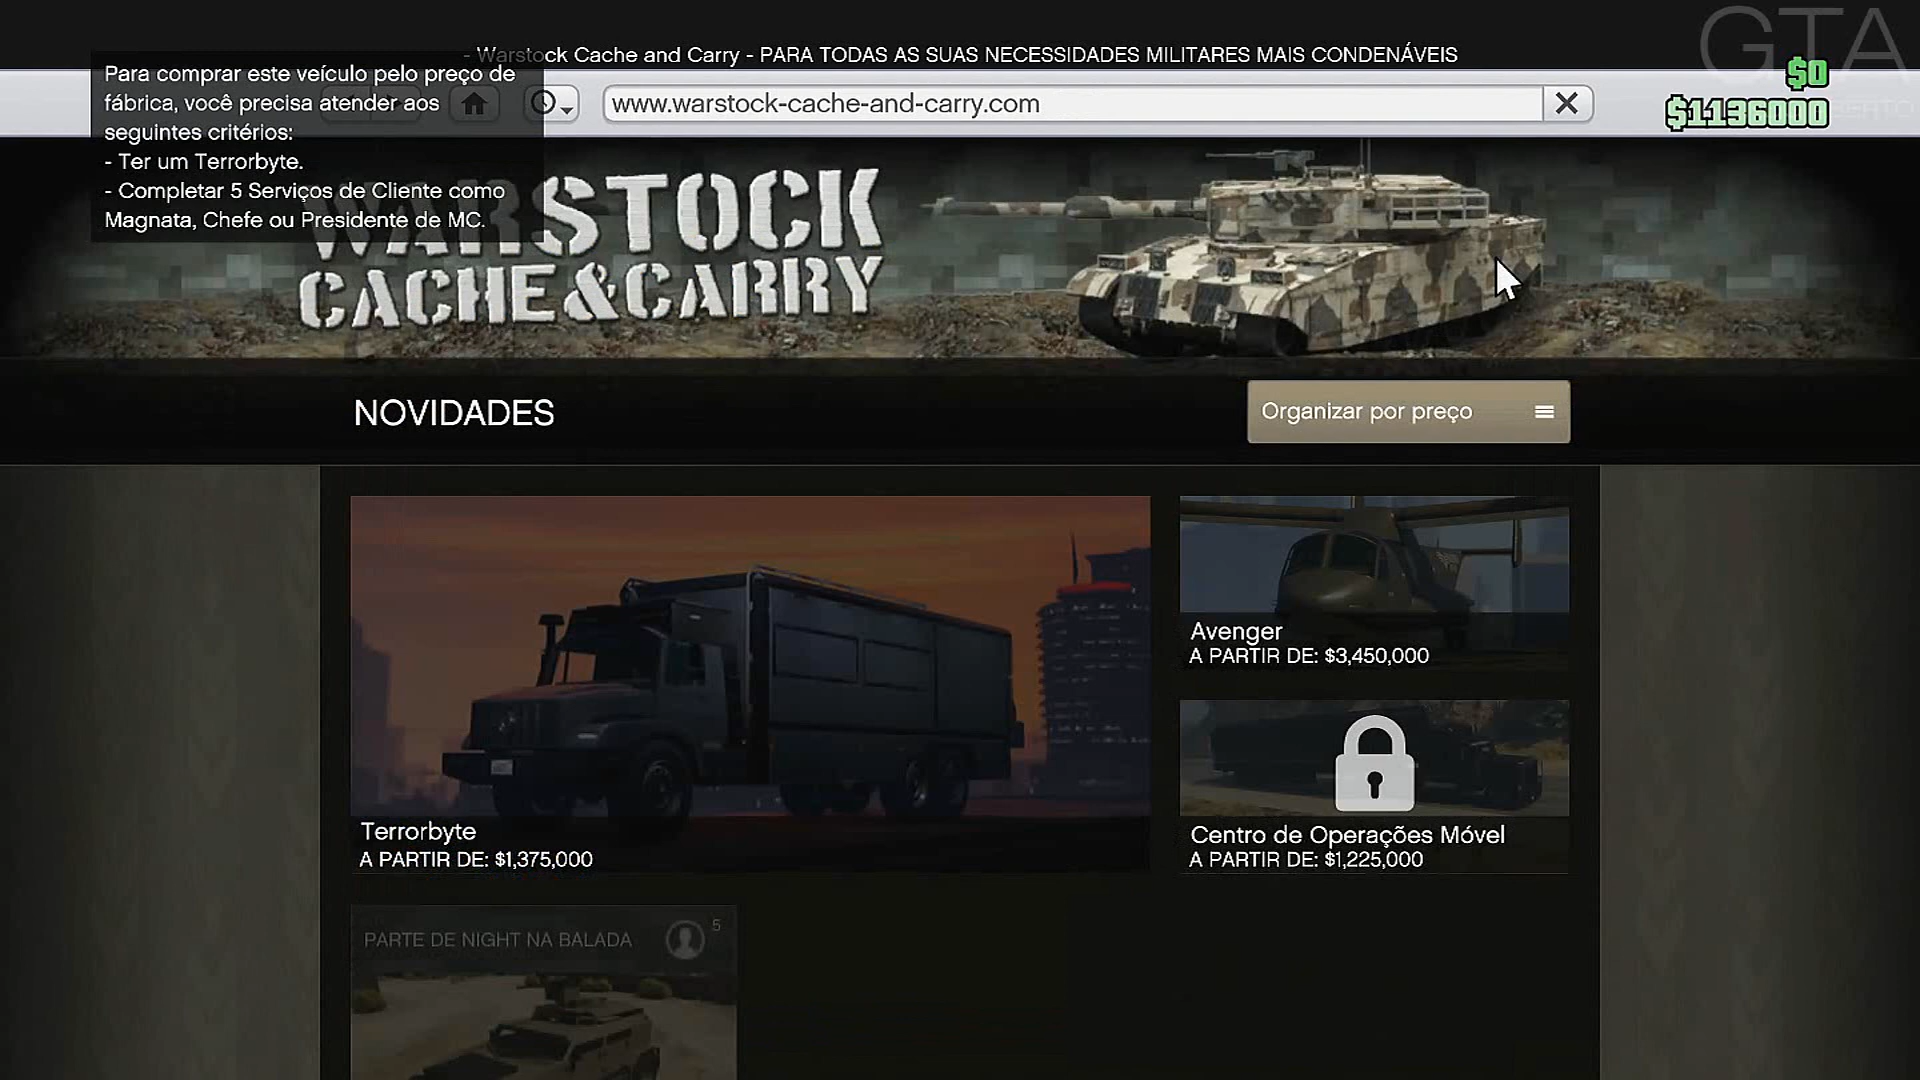 GTA
- Warstock Cache and Carry - PARA TODAS AS SUAS NECESSIDADES MILITARES MAIS CONDENÁVEIS
$0
$1136000
Para comprar este veículo pelo preço de
fábrica, você precisa atender aos
seguintes critérios:
- Ter um Terrorbyte.
- Completar 5 Serviços de Cliente como
Magnata, Chefe ou Presidente de MC.
www.warstock-cache-and-carry.com
WARSTOCK
CACHE&CARRY
NOVIDADES
Organizar por preço
Terrorbyte
A PARTIR DE: $1,375,000
Avenger
A PARTIR DE: $3,450,000
Centro de Operações Móvel
A PARTIR DE: $1,225,000
PARTE DE NIGHT NA BALADA
5